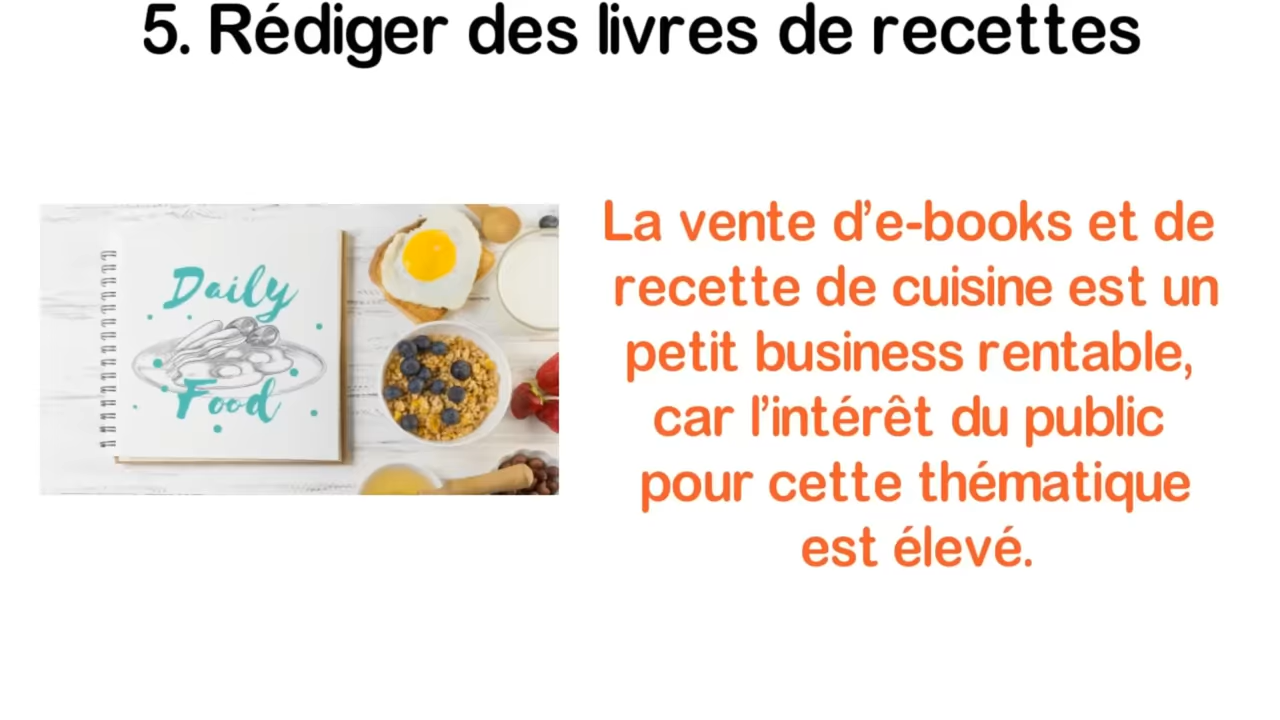 5. Rédiger des livres de recettes
Daily
Food
La vente d’e-books et de
recette de cuisine est un
petit business rentable,
car l’intérêt du public
pour cette thématique
est élevé.